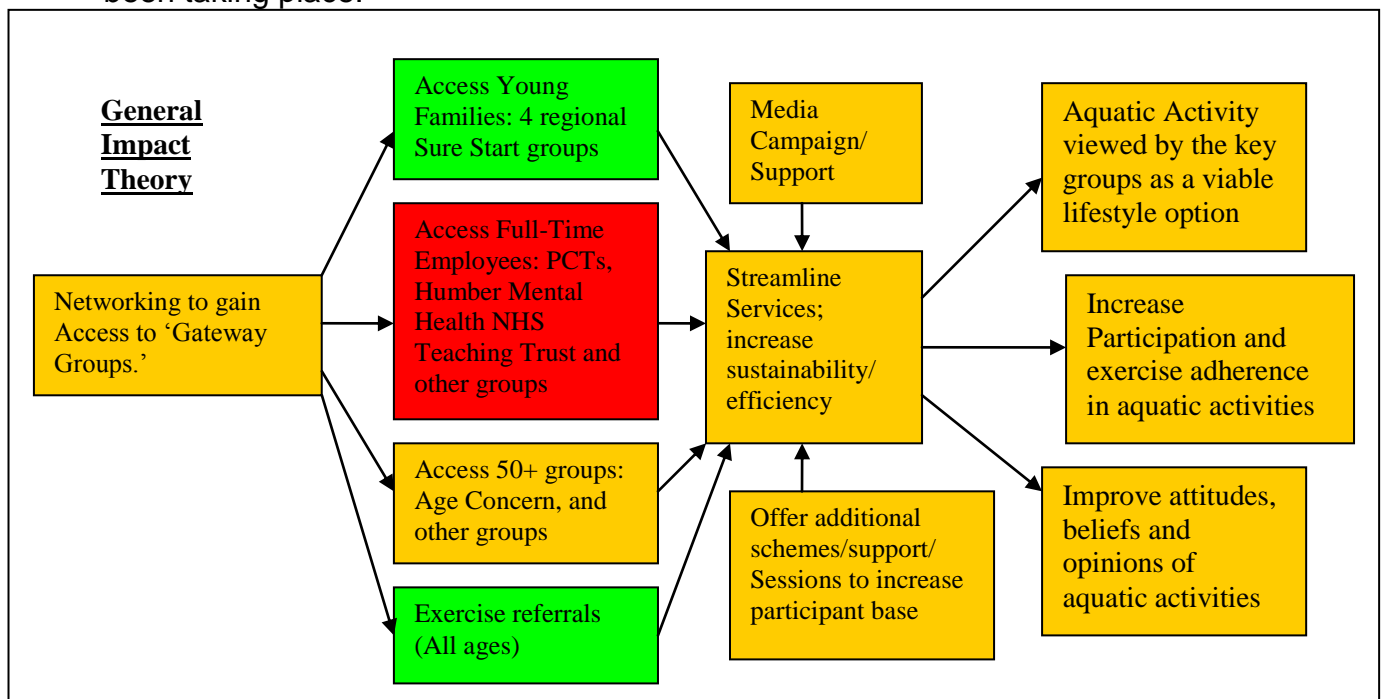 been taking place.
General
Impact
Theory
Networking to gain
Access to ‘Gateway
Groups.’
Access Young
Families: 4 regional
Sure Start groups
Access Full-Time
Employees: PCTs,
Humber Mental
Health NHS
Teaching Trust and
other groups
Access 50+ groups:
Age Concern, and
other groups
Exercise referrals
(All ages)
Media
Campaign/
Support
Streamline
Services;
increase
sustainability/
efficiency
Offer additional
schemes/support/
Sessions to increase
participant base
Aquatic Activity
viewed by the key
groups as a viable
lifestyle option
Increase
Participation and
exercise adherence
in aquatic activities
Improve attitudes,
beliefs and
opinions of
aquatic activities